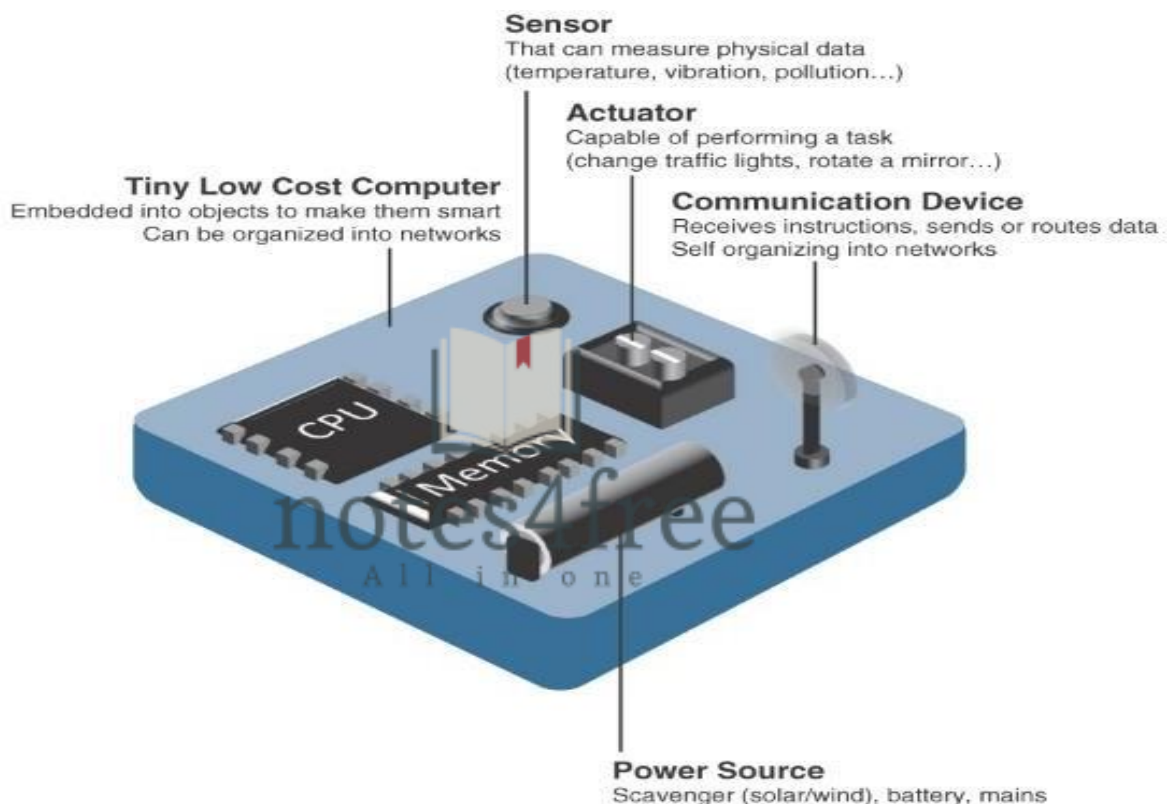 Sensor
That can measure physical data
(temperature, vibration, pollution...)
Actuator
Capable of performing a task
(change traffic lights, rotate a mirror...)
Tiny Low Cost Computer
Embedded into objects to make them smart
Can be organized into networks
Communication Device
Receives instructions, sends or routes data
Self organizing into networks
CPU
Memory
notes4free
All in one
Power Source
Scavenger (solar/wind), battery, mains